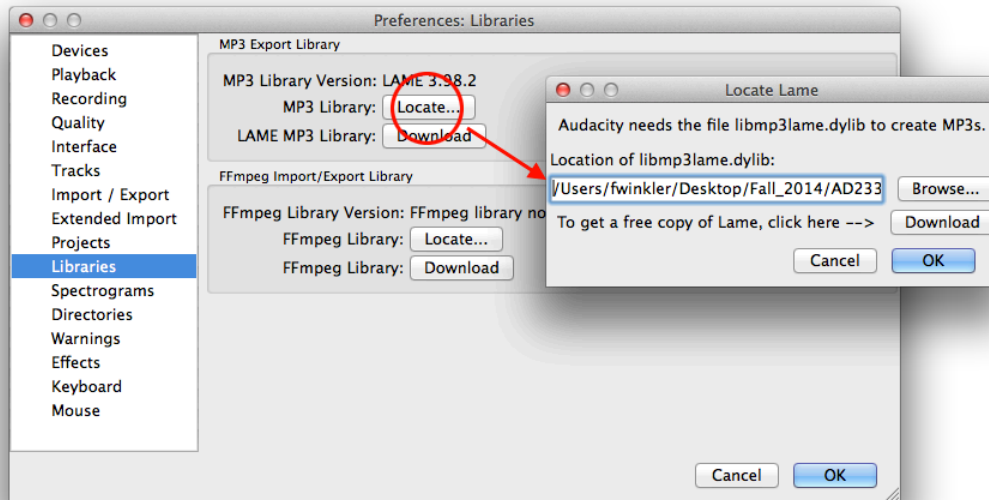 Preferences: Libraries
Devices
Playback
Recording
Quality
Interface
Tracks
Import / Export
Extended Import
Projects
Libraries
Spectrograms
Directories
Warnings
Effects
Keyboard
Mouse
MP3 Export Library
MP3 Library Version: LAME 3.98.2
MP3 Library: Locate...
LAME MP3 Library: Download
FFmpeg Import/Export Library
FFmpeg Library Version: FFmpeg library no
FFmpeg Library: Locate...
FFmpeg Library: Download
Cancel OK
Locate Lame
Audacity needs the file libmp3lame.dylib to create MP3s.
Location of libmp3lame.dylib:
/Users/fwinkler/Desktop/Fall_2014/AD233 Browse...
To get a free copy of Lame, click here --> Download
Cancel OK